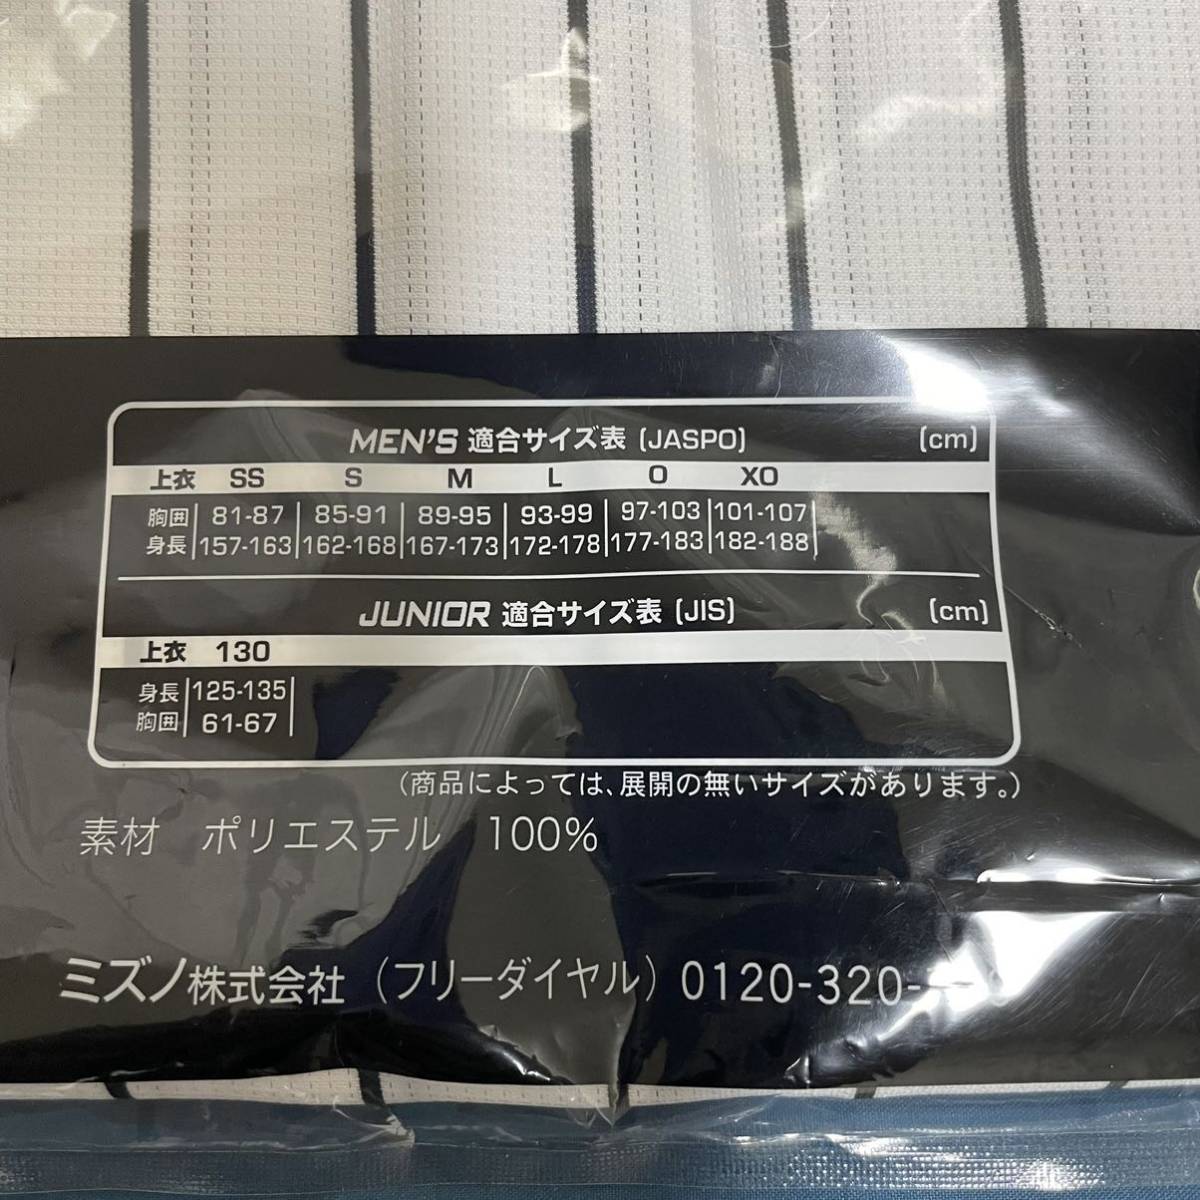 MEN'S 適合サイズ表 (JASPO) (cm)
上衣 SS S M L O XO
胸囲 81-87 85-91 89-95 93-99 97-103 101-107
身長 157-163 162-168 167-173 172-178 177-183 182-188
JUNIOR 適合サイズ表 (JIS) (cm)
上衣 130
身長 125-135
胸囲 61-67
(商品によっては、展開の無いサイズがあります。)
素材 ポリエステル 100%
ミズノ株式会社 (フリーダイヤル) 0120-320-